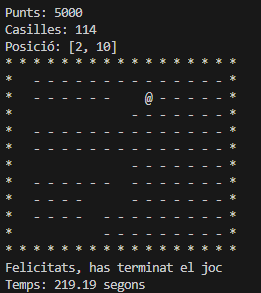 Punts: 5000
Casilles: 114
Posició: [2, 10]
* * * * * * * * * * * * * * * * *
*   - - - - - - - - - - - - - - *
*   - - - - - -     @ - - - - - *
*                 - - - - - - - *
*   - - - - - - - - - - - - - - *
*   - - - - - - - - - - - - - - *
*                 - - - - - - - *
*   - - - - - -   - - - - - - - *
*   - - - -     - - - - - - - - *
*   - - - -   - - - - - - - - - *
*             - - - - - - - - - *
* * * * * * * * * * * * * * * * *
Felicitats, has terminat el joc
Temps: 219.19 segons